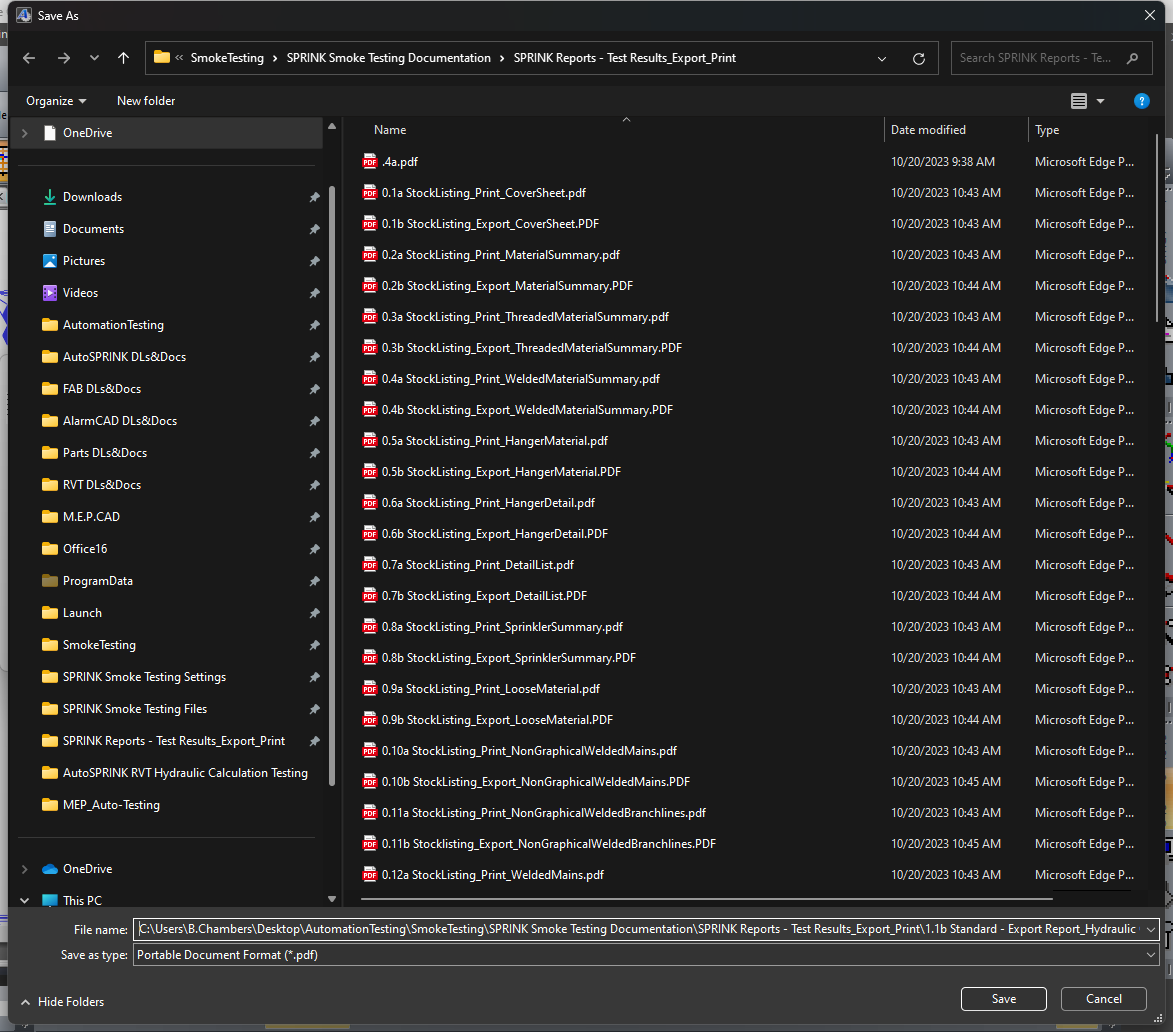 Save As
« SmokeTesting › SPRINK Smoke Testing Documentation › SPRINK Reports - Test Results_Export_Print
Search SPRINK Reports - Te...
Organize New folder
?
Name Date modified Type
.4a.pdf 10/20/2023 9:38 AM Microsoft Edge P...
0.1a StockListing_Print_CoverSheet.pdf 10/20/2023 10:43 AM Microsoft Edge P...
0.1b StockListing_Export_CoverSheet.PDF 10/20/2023 10:43 AM Microsoft Edge P...
0.2a StockListing_Print_MaterialSummary.pdf 10/20/2023 10:43 AM Microsoft Edge P...
0.2b StockListing_Export_MaterialSummary.PDF 10/20/2023 10:44 AM Microsoft Edge P...
0.3a StockListing_Print_ThreadedMaterialSummary.pdf 10/20/2023 10:43 AM Microsoft Edge P...
0.3b StockListing_Export_ThreadedMaterialSummary.PDF 10/20/2023 10:44 AM Microsoft Edge P...
0.4a StockListing_Print_WeldedMaterialSummary.pdf 10/20/2023 10:43 AM Microsoft Edge P...
0.4b StockListing_Export_WeldedMaterialSummary.PDF 10/20/2023 10:44 AM Microsoft Edge P...
0.5a StockListing_Print_HangerMaterial.pdf 10/20/2023 10:43 AM Microsoft Edge P...
0.5b StockListing_Export_HangerMaterial.PDF 10/20/2023 10:44 AM Microsoft Edge P...
0.6a StockListing_Print_HangerDetail.pdf 10/20/2023 10:43 AM Microsoft Edge P...
0.6b StockListing_Export_HangerDetail.PDF 10/20/2023 10:44 AM Microsoft Edge P...
0.7a StockListing_Print_DetailList.pdf 10/20/2023 10:43 AM Microsoft Edge P...
0.7b StockListing_Export_DetailList.PDF 10/20/2023 10:44 AM Microsoft Edge P...
0.8a StockListing_Print_SprinklerSummary.pdf 10/20/2023 10:43 AM Microsoft Edge P...
0.8b StockListing_Export_SprinklerSummary.PDF 10/20/2023 10:44 AM Microsoft Edge P...
0.9a StockListing_Print_LooseMaterial.pdf 10/20/2023 10:43 AM Microsoft Edge P...
0.9b StockListing_Export_LooseMaterial.PDF 10/20/2023 10:44 AM Microsoft Edge P...
0.10a StockListing_Print_NonGraphicalWeldedMains.pdf 10/20/2023 10:43 AM Microsoft Edge P...
0.10b StockListing_Export_NonGraphicalWeldedMains.PDF 10/20/2023 10:45 AM Microsoft Edge P...
0.11a StockListing_Print_NonGraphicalWeldedBranchlines.pdf 10/20/2023 10:43 AM Microsoft Edge P...
0.11b Stocklisting_Export_NonGraphicalWeldedBranchlines.PDF 10/20/2023 10:45 AM Microsoft Edge P...
0.12a StockListing_Print_WeldedMains.pdf 10/20/2023 10:43 AM Microsoft Edge P...
OneDrive
Downloads
Documents
Pictures
Videos
AutomationTesting
AutoSPRINK DLs&Docs
FAB DLs&Docs
AlarmCAD DLs&Docs
Parts DLs&Docs
RVT DLs&Docs
M.E.P.CAD
Office16
ProgramData
Launch
SmokeTesting
SPRINK Smoke Testing Settings
SPRINK Smoke Testing Files
SPRINK Reports - Test Results_Export_Print
AutoSPRINK RVT Hydraulic Calculation Testing
MEP_Auto-Testing
OneDrive
This PC
File name: C:\Users\B.Chambers\Desktop\AutomationTesting\SmokeTesting\SPRINK Smoke Testing Documentation\SPRINK Reports - Test Results_Export_Print\1.1b Standard - Export Report_Hydraulic
Save as type: Portable Document Format (*.pdf)
Hide Folders
Save Cancel